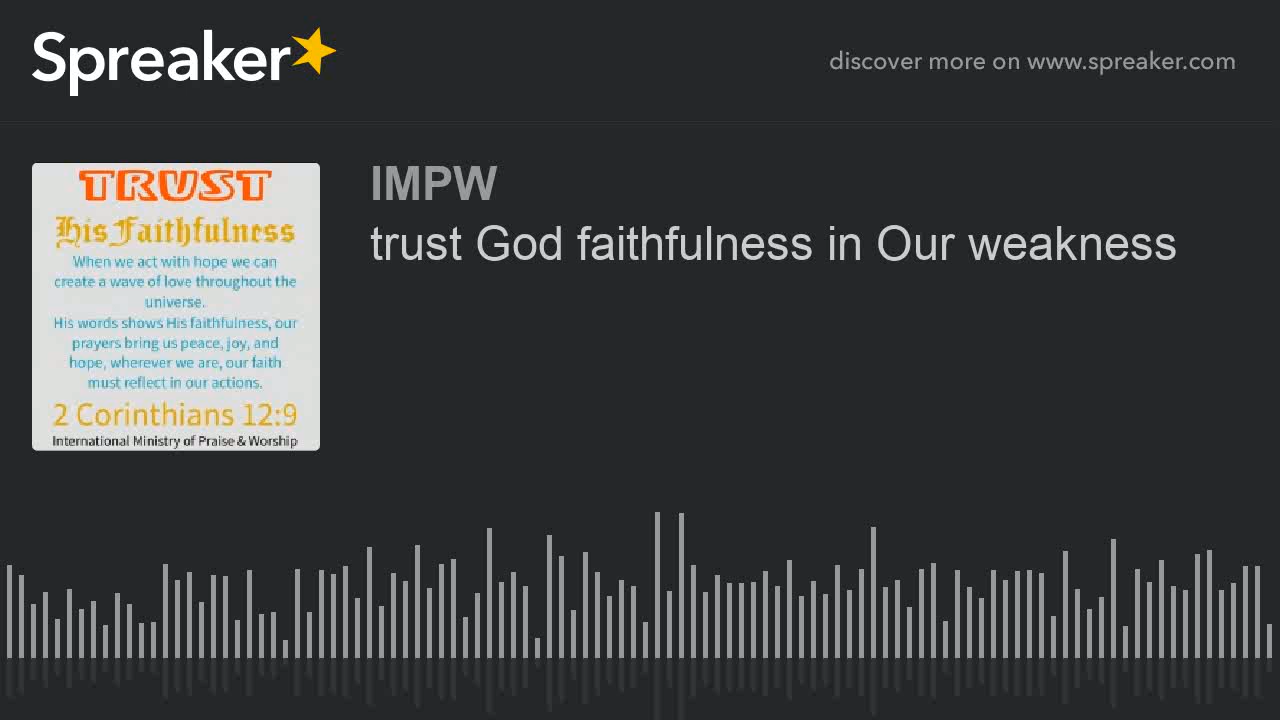 Spreaker
discover more on www.spreaker.com
TRUST
His Faithfulness
When we act with hope we can
create a wave of love throughout the
universe.
His words shows His faithfulness, our
prayers bring us peace, joy, and
hope, wherever we are, our faith
must reflect in our actions.
2 Corinthians 12:9
International Ministry of Praise & Worship
IMPW
trust God faithfulness in Our weakness